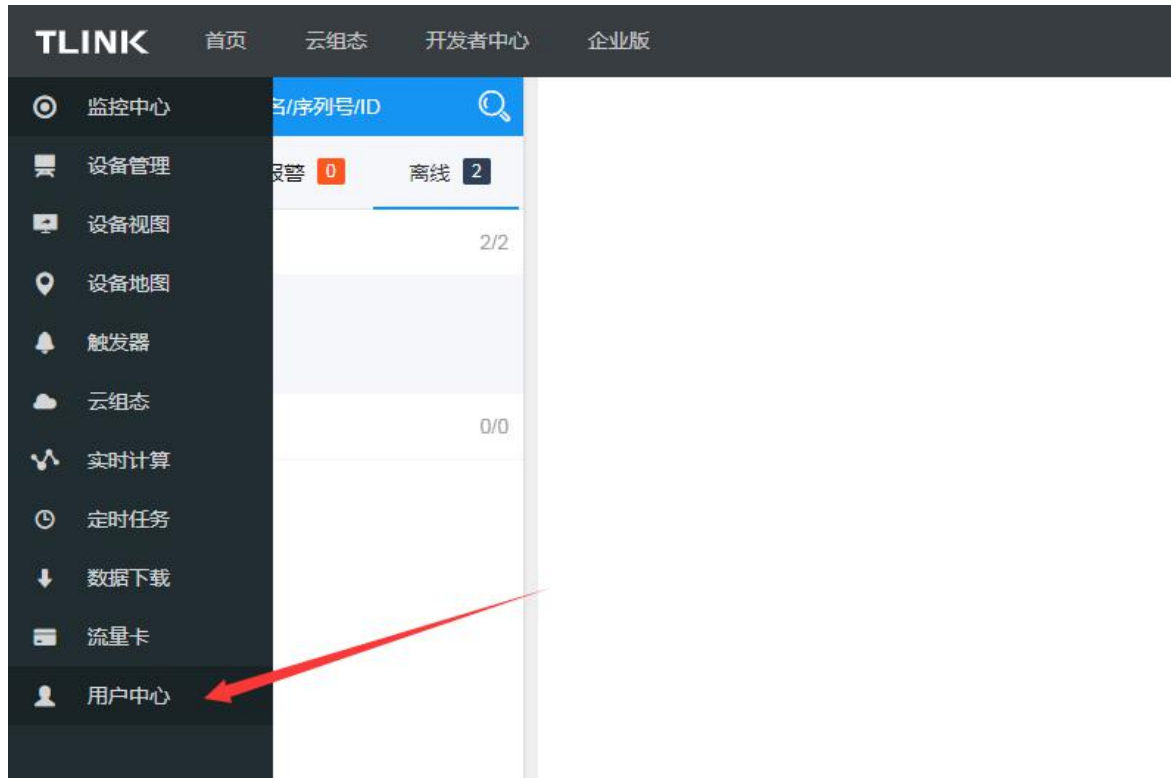 TLINK 首页 云组态 开发者中心 企业版
监控中心 名/序列号/ID
设备管理 报警 0 离线 2
设备视图 2/2
设备地图
触发器
云组态 0/0
实时计算
定时任务
数据下载
流量卡
用户中心